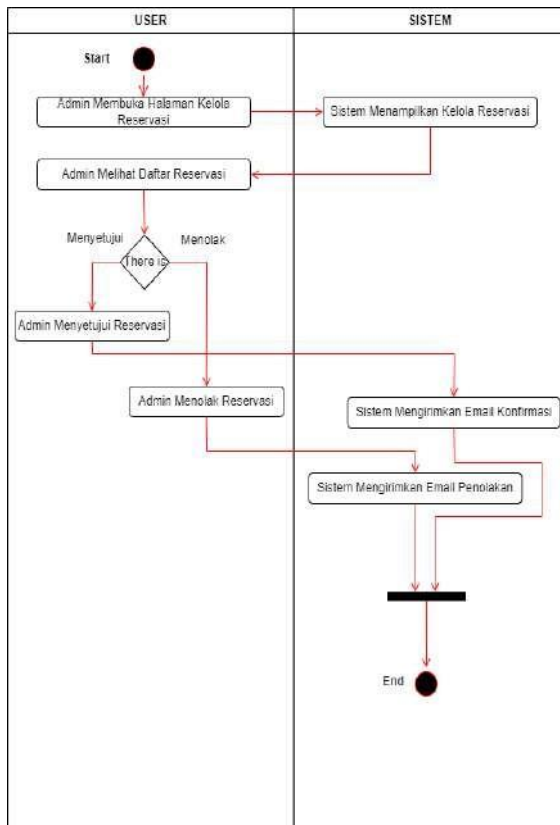 USER
SISTEM
Start
Admin Membuka Halaman Kelola
Reservasi
Sistem Menampilkan Kelola Reservasi
Admin Melihat Daftar Reservasi
Menyetujui
Menolak
There is
Admin Menyetujui Reservasi
Admin Menolak Reservasi
Sistem Mengirimkan Email Konfirmasi
Sistem Mengirimkan Email Penolakan
End